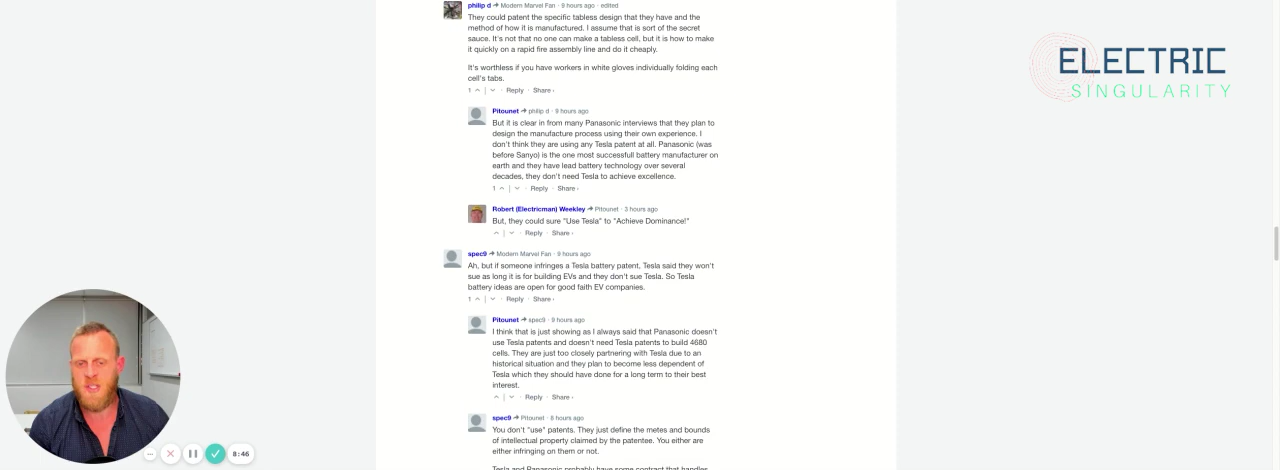 philip d Modern Marvel Fan · 9 hours ago · edited
They could patent the specific tabless design that they have and the
method of how it is manufactured. I assume that is sort of the secret
sauce. It's not that no one can make a tabless cell, but it is how to make
it quickly on a rapid fire assembly line and do it cheaply.
It's worthless if you have workers in white gloves individually folding each
cell's tabs.
1 · Reply · Share ›
ELECTRIC
SINGULARITY
Pitounet philip d · 9 hours ago
But it is clear in from many Panasonic interviews that they plan to
design the manufacture process using their own experience. I
don't think they are using any Tesla patent at all. Panasonic (was
before Sanyo) is the one most successfull battery manufacturer on
earth and they have lead battery technology over several
decades, they don't need Tesla to achieve excellence.
1 · Reply · Share ›
Robert (Electricman) Weekley Pitounet · 3 hours ago
But, they could sure "Use Tesla" to "Achieve Dominance!"
· Reply · Share ›
spec9 Modern Marvel Fan · 9 hours ago
Ah, but if someone infringes a Tesla battery patent, Tesla said they won't
sue as long it is for building EVs and they don't sue Tesla. So Tesla
battery ideas are open for good faith EV companies.
1 · Reply · Share ›
Pitounet spec9 · 9 hours ago
I think that is just showing as I always said that Panasonic doesn't
use Tesla patents and doesn't need Tesla patents to build 4680
cells. They are just too closely partnering with Tesla due to an
historical situation and they plan to become less dependent of
Tesla which they should have done for a long term to their best
interest.
· Reply · Share ›
spec9 Pitounet · 8 hours ago
You don't "use" patents. They just define the metes and bounds
of intellectual property claimed by the patentee. You either are
either infringing on them or not.
Tesla and Panasonic probably have some contract that handles
8:46